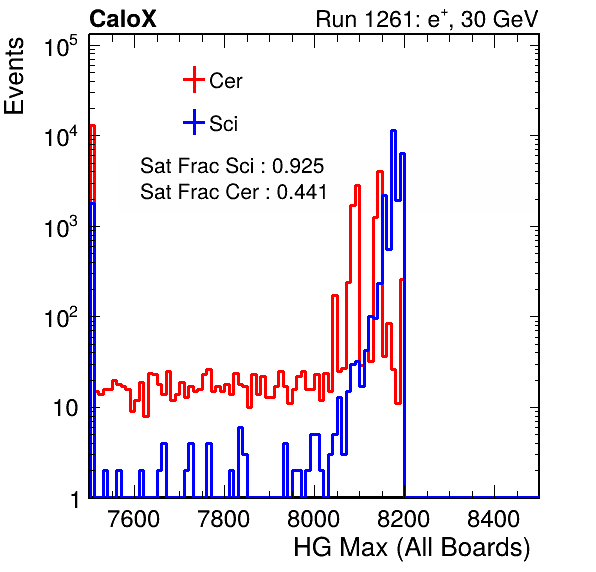 CaloX Run 1261: e⁺, 30 GeV
Events
10⁵
10⁴
10³
10²
10
1
Cer
Sci
Sat Frac Sci : 0.925
Sat Frac Cer : 0.441
7600 7800 8000 8200 8400
HG Max (All Boards)